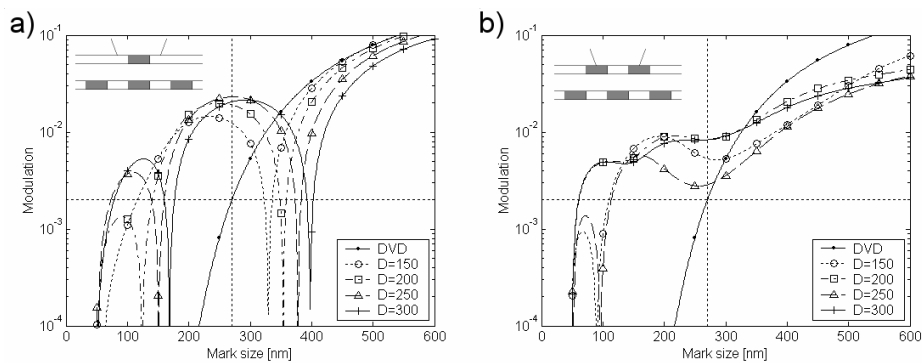 a)
10^-1
10^-2
10^-3
10^-4
Modulation
0 100 200 300 400 500 600
Mark size [nm]
DVD
D=150
D=200
D=250
D=300
b)
10^-1
10^-2
10^-3
10^-4
Modulation
0 100 200 300 400 500 600
Mark size [nm]
DVD
D=150
D=200
D=250
D=300